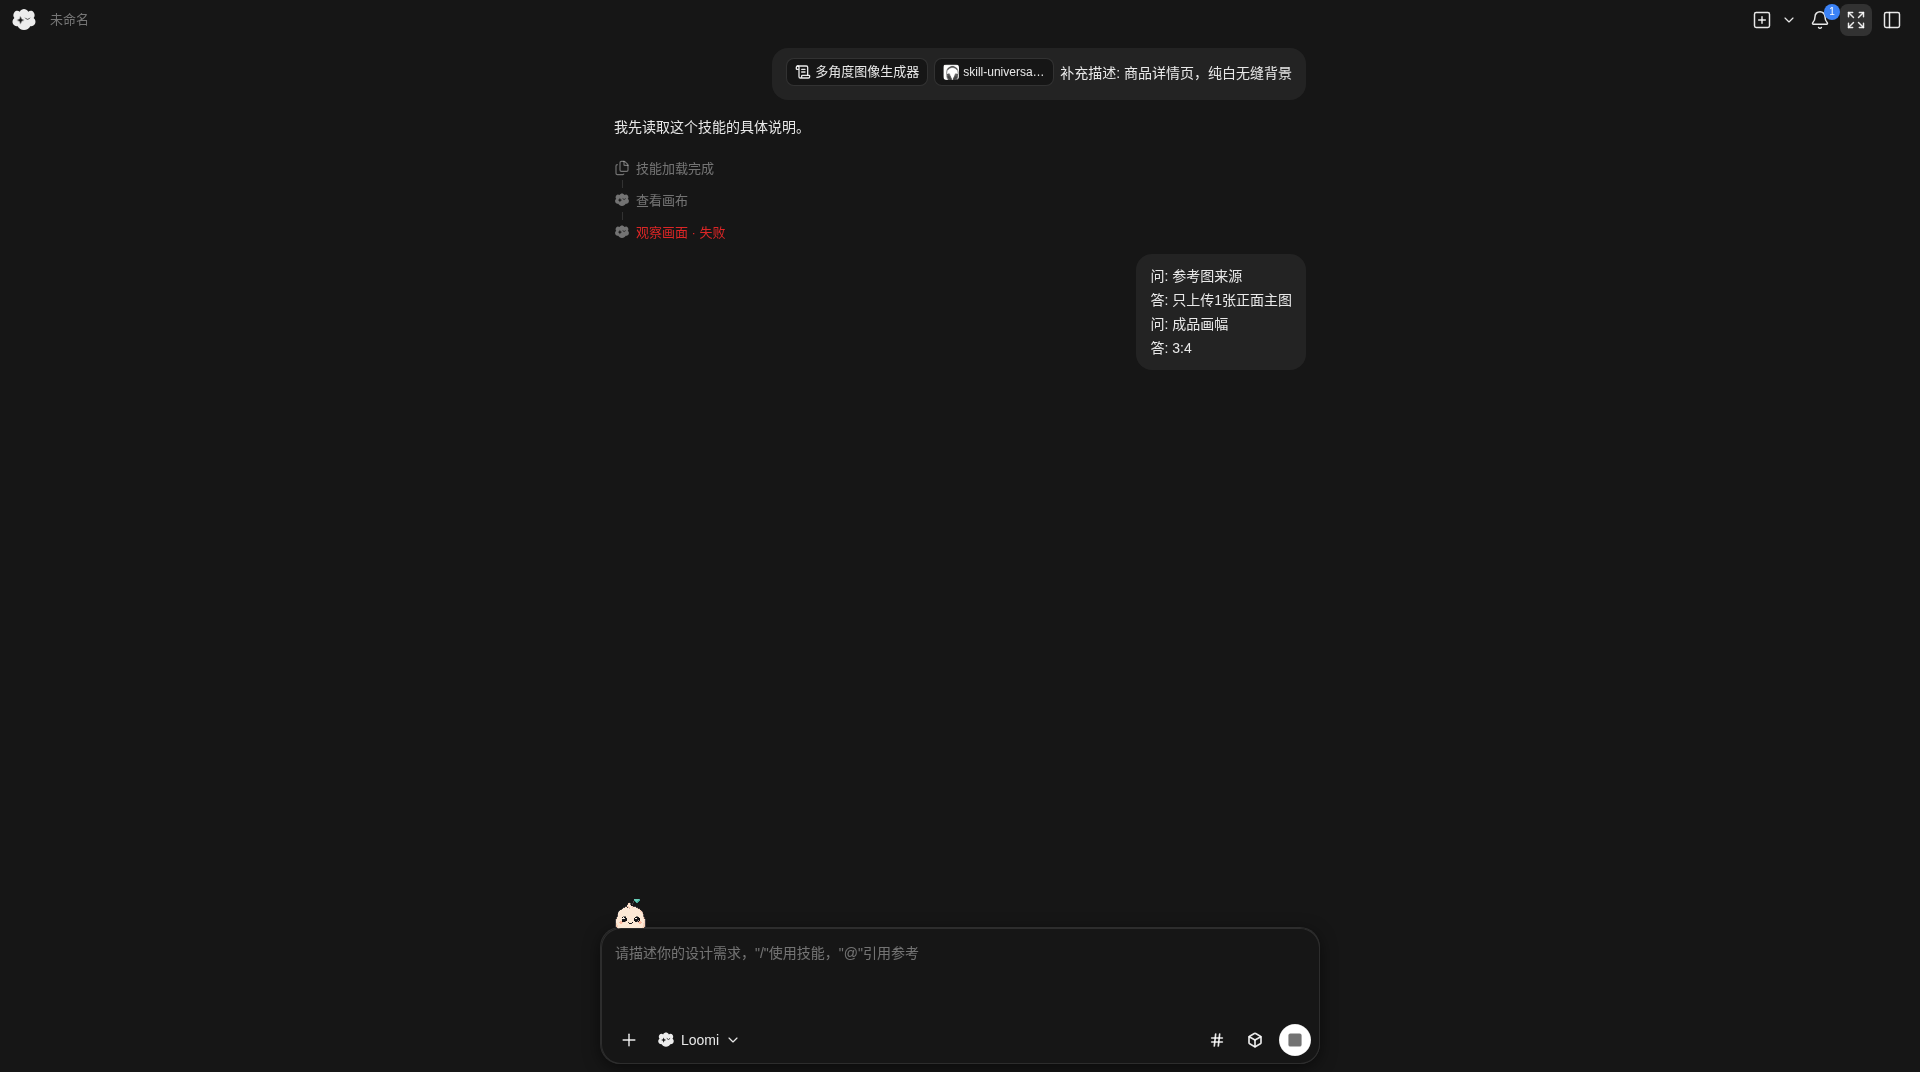 未命名
1
多角度图像生成器 skill-universa... 补充描述: 商品详情页，纯白无缝背景
我先读取这个技能的具体说明。
技能加载完成
查看画布
观察画面 · 失败
问: 参考图来源
答: 只上传1张正面主图
问: 成品画幅
答: 3:4
请描述你的设计需求，"/"使用技能，"@"引用参考
Loomi